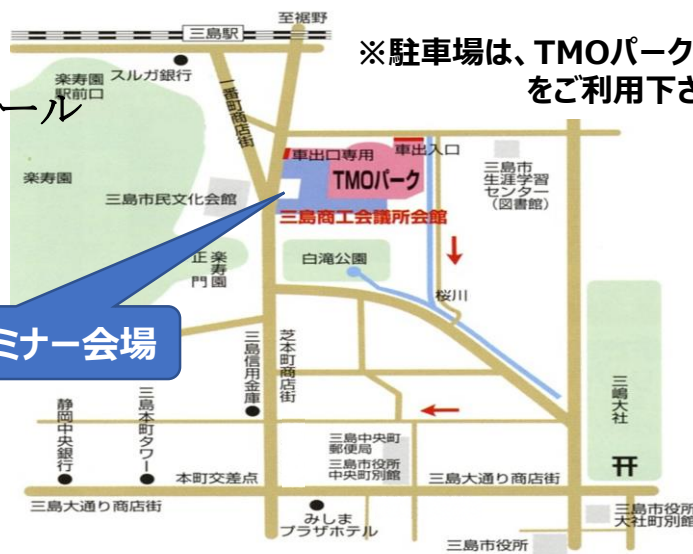 至裾野
三島駅
※駐車場は、TMOパーク
をご利用下さ
楽寿園
駅前口
スルガ銀行
一番町商店街
ール
車出口専用
車出入口
TMOパーク
三島市
生涯学習
センター
（図書館）
楽寿園
三島市民文化会館
三島商工会議所会館
楽寿園
正門
白滝公園
桜川
ミナー会場
三島信用金庫
芝本町商店街
三嶋大社
静岡中央銀行
三島本町タワー
三島中央町
郵便局
三島市役所
中央町別館
本町交差点
三島大通り商店街
三島大通り商店街
みしま
プラザホテル
三島市役所
大社町別館
三島市役所